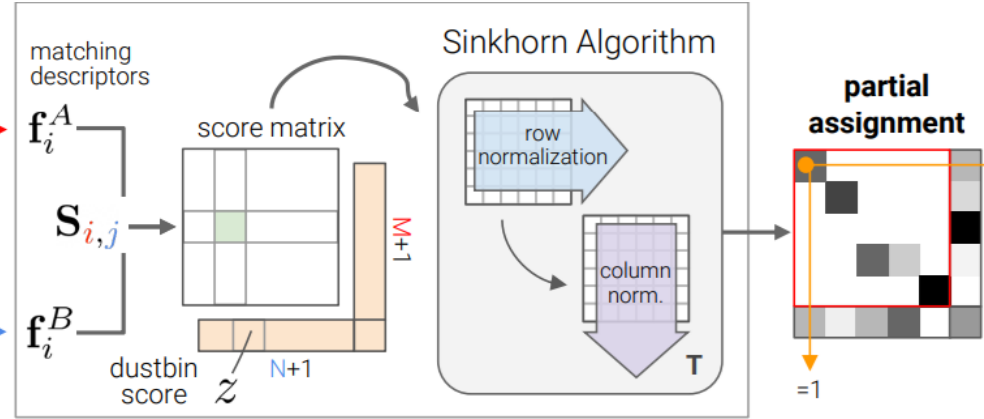 matching
descriptors
f_i^A
S_{i,j}
f_i^B
score matrix
M+1
N+1
dustbin
score z
Sinkhorn Algorithm
row
normalization
column
norm.
T
partial
assignment
=1